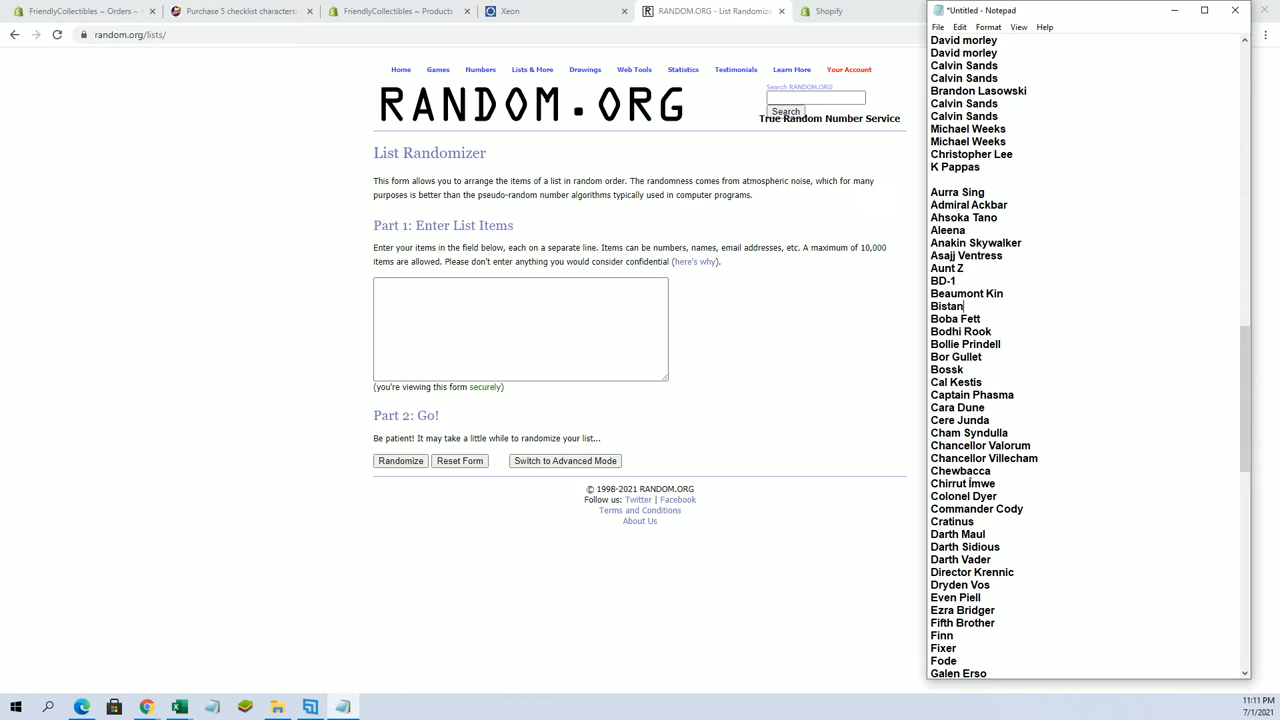 FriendlyCollectibles ~ Orders ~
Purchase 5 checklist characters:
FriendlyCollectibles ~ Products ~
Xeon
RANDOM.ORG - List Randomizer
Shopify
random.org/lists/
Home Games Numbers Lists & More Drawings Web Tools Statistics Testimonials Learn More Your Account
RANDOM.ORG
Search RANDOM.ORG
Search
True Random Number Service
List Randomizer
This form allows you to arrange the items of a list in random order. The randomness comes from atmospheric noise, which for many
purposes is better than the pseudo-random number algorithms typically used in computer programs.
Part 1: Enter List Items
Enter your items in the field below, each on a separate line. Items can be numbers, names, email addresses, etc. A maximum of 10,000
items are allowed. Please don't enter anything you would consider confidential (here's why).
(you're viewing this form securely)
Part 2: Go!
Be patient! It may take a little while to randomize your list...
Randomize Reset Form Switch to Advanced Mode
© 1998-2021 RANDOM.ORG
Follow us: Twitter | Facebook
Terms and Conditions
About Us
*Untitled - Notepad
File Edit Format View Help
David morley
David morley
Calvin Sands
Calvin Sands
Brandon Lasowski
Calvin Sands
Calvin Sands
Michael Weeks
Michael Weeks
Christopher Lee
K Pappas
Aurra Sing
Admiral Ackbar
Ahsoka Tano
Aleena
Anakin Skywalker
Asajj Ventress
Aunt Z
BD-1
Beaumont Kin
Bistan
Boba Fett
Bodhi Rook
Bollie Prindell
Bor Gullet
Bossk
Cal Kestis
Captain Phasma
Cara Dune
Cere Junda
Cham Syndulla
Chancellor Valorum
Chancellor Villecham
Chewbacca
Chirrut Îmwe
Colonel Dyer
Commander Cody
Cratinus
Darth Maul
Darth Sidious
Darth Vader
Director Krennic
Dryden Vos
Even Piell
Ezra Bridger
Fifth Brother
Finn
Fixer
Fode
Galen Erso
11:11 PM
7/1/2021